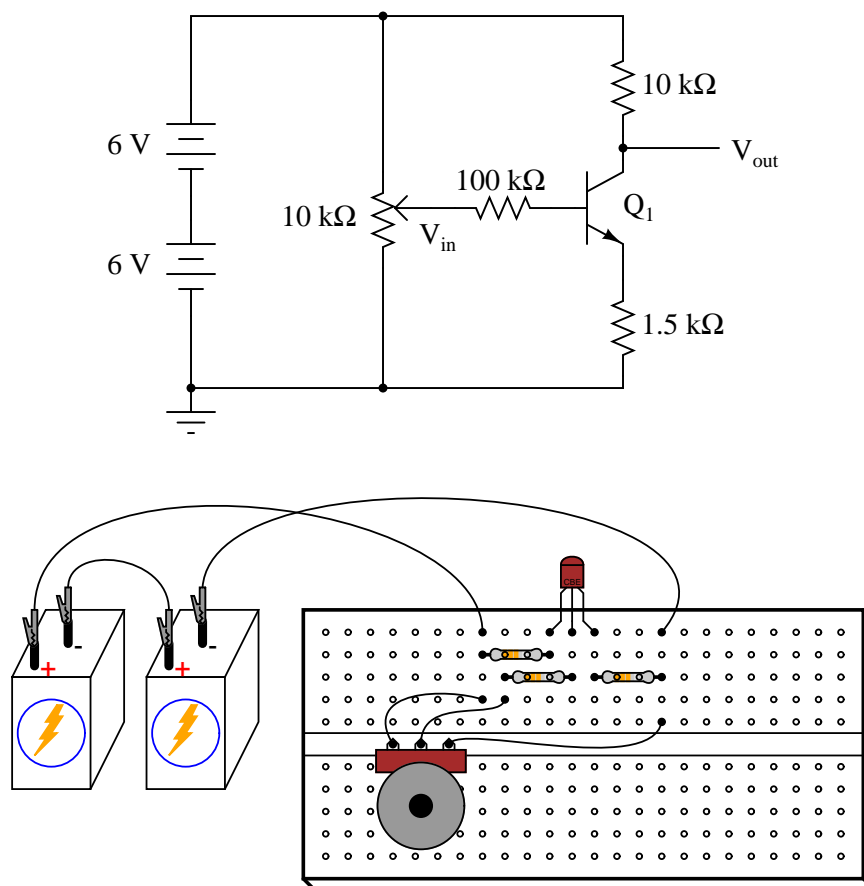 10 kΩ
6 V
V_out
100 kΩ
Q_1
10 kΩ
V_in
6 V
1.5 kΩ
CBE
+ -
+ -